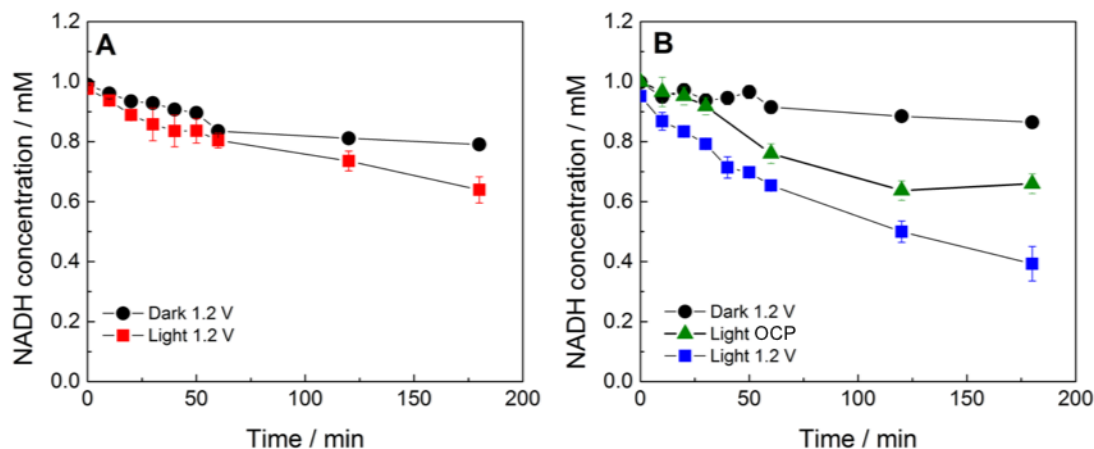 A
NADH concentration / mM
1.2
1.0
0.8
0.6
0.4
0.2
0.0
Dark 1.2 V
Light 1.2 V
0 50 100 150 200
Time / min
B
NADH concentration / mM
1.2
1.0
0.8
0.6
0.4
0.2
0.0
Dark 1.2 V
Light OCP
Light 1.2 V
0 50 100 150 200
Time / min